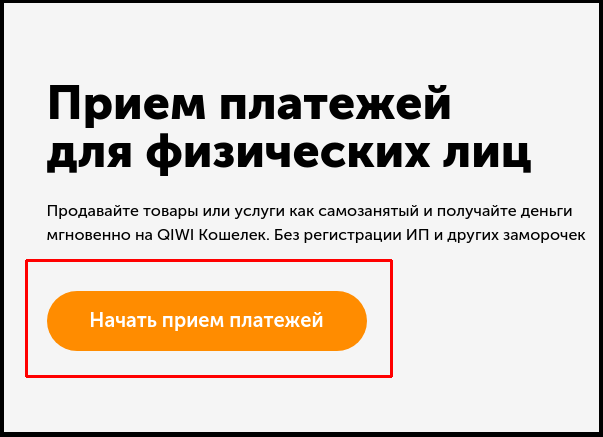 Прием платежей
для физических лиц
Продавайте товары или услуги как самозанятый и получайте деньги
мгновенно на QIWI Кошелек. Без регистрации ИП и других заморочек
Начать прием платежей